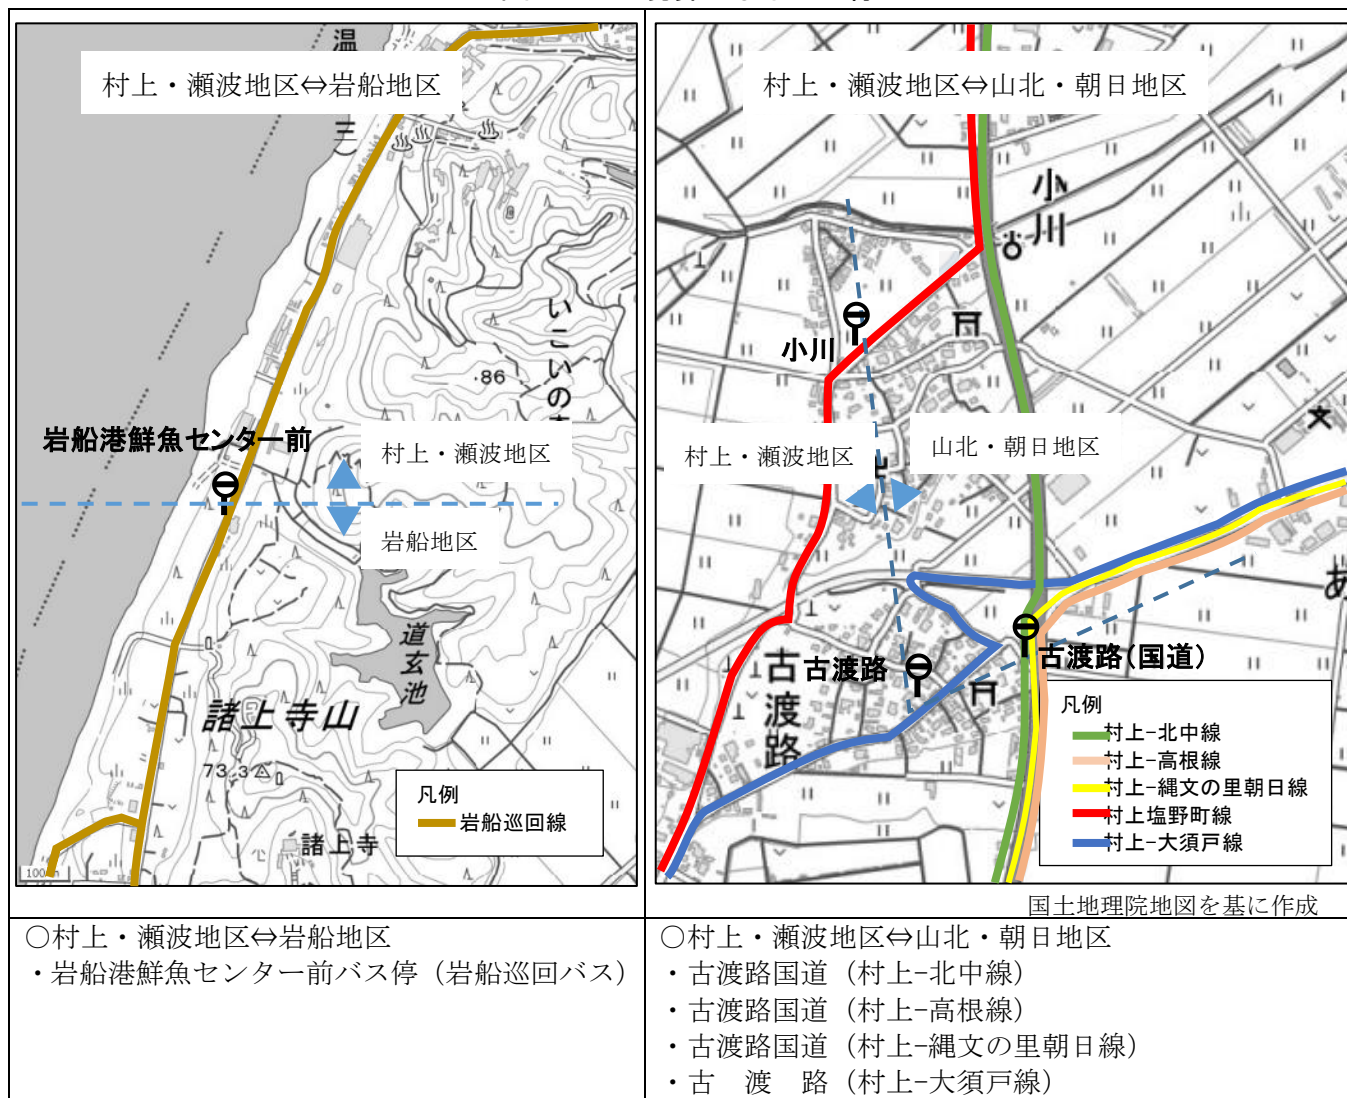 村上・瀬波地区⇔岩船地区
温
三
いこいの
・86
岩船港鮮魚センター前
村上・瀬波地区
岩船地区
道玄池
諸上寺山
73.3
諸上寺
凡例
岩船巡回線
村上・瀬波地区⇔山北・朝日地区
小川
小川
村上・瀬波地区
山北・朝日地区
古渡路
古渡路
古渡路(国道)
あ
凡例
村上-北中線
村上-高根線
村上-縄文の里朝日線
村上塩野町線
村上-大須戸線
国土地理院地図を基に作成
○村上・瀬波地区⇔岩船地区
・岩船港鮮魚センター前バス停（岩船巡回バス）
○村上・瀬波地区⇔山北・朝日地区
・古渡路国道（村上-北中線）
・古渡路国道（村上-高根線）
・古渡路国道（村上-縄文の里朝日線）
・古　渡　路（村上-大須戸線）